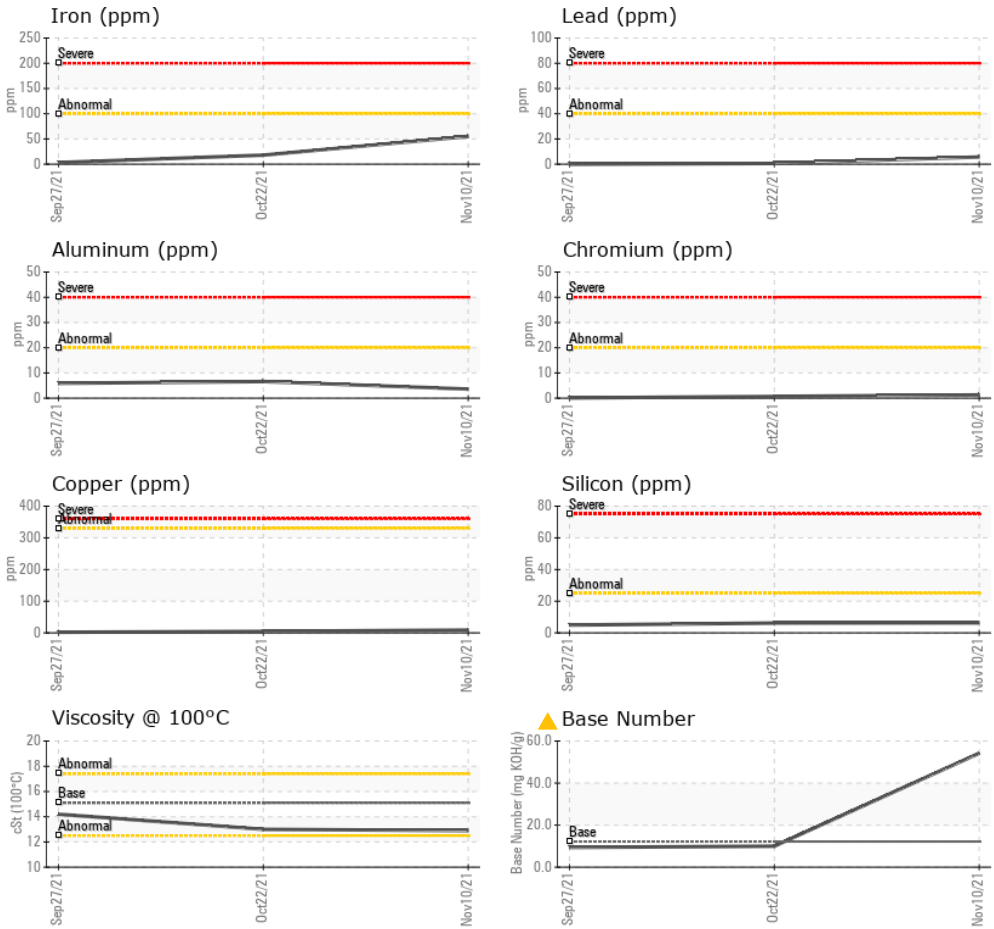 Iron (ppm)
250
200
150
100
50
0
ppm
Severe
Abnormal
Sep27/21
Oct22/21
Nov10/21
Lead (ppm)
100
80
60
40
20
0
ppm
Severe
Abnormal
Sep27/21
Oct22/21
Nov10/21
Aluminum (ppm)
50
40
30
20
10
0
ppm
Severe
Abnormal
Sep27/21
Oct22/21
Nov10/21
Chromium (ppm)
50
40
30
20
10
0
ppm
Severe
Abnormal
Sep27/21
Oct22/21
Nov10/21
Copper (ppm)
400
300
200
100
0
ppm
Severe
Abnormal
Sep27/21
Oct22/21
Nov10/21
Silicon (ppm)
80
60
40
20
0
ppm
Severe
Abnormal
Sep27/21
Oct22/21
Nov10/21
Viscosity @ 100°C
20
18
16
14
12
10
cSt (100°C)
Abnormal
Base
Abnormal
Sep27/21
Oct22/21
Nov10/21
Base Number
60.0
40.0
20.0
0.0
Base Number (mg KOH/g)
Base
Sep27/21
Oct22/21
Nov10/21